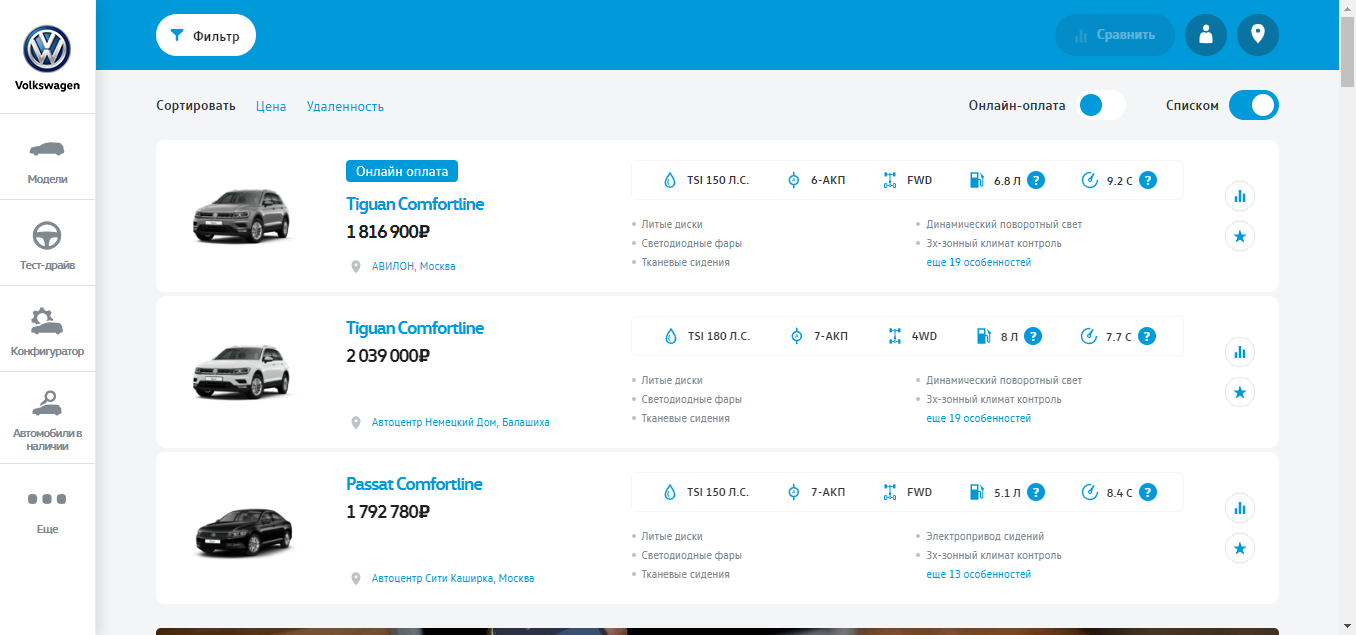 Volkswagen
Модели
Тест-драйв
Конфигуратор
Автомобили в
наличии
Еще
Фильтр
Сравнить
Сортировать Цена Удаленность
Онлайн-оплата
Списком
Онлайн оплата
Tiguan Comfortline
1 816 900₽
АВИЛОН, Москва
TSI 150 Л.С. 6-АКП FWD 6.8 Л ? 9.2 С ?
Литые диски
Светодиодные фары
Тканевые сидения
Динамический поворотный свет
3х-зонный климат контроль
еще 19 особенностей
Tiguan Comfortline
2 039 000₽
Автоцентр Немецкий Дом, Балашиха
TSI 180 Л.С. 7-АКП 4WD 8 Л ? 7.7 С ?
Литые диски
Светодиодные фары
Тканевые сидения
Динамический поворотный свет
3х-зонный климат контроль
еще 19 особенностей
Passat Comfortline
1 792 780₽
Автоцентр Сити Каширка, Москва
TSI 150 Л.С. 7-АКП FWD 5.1 Л ? 8.4 С ?
Литые диски
Светодиодные фары
Тканевые сидения
Электропривод сидений
3х-зонный климат контроль
еще 13 особенностей